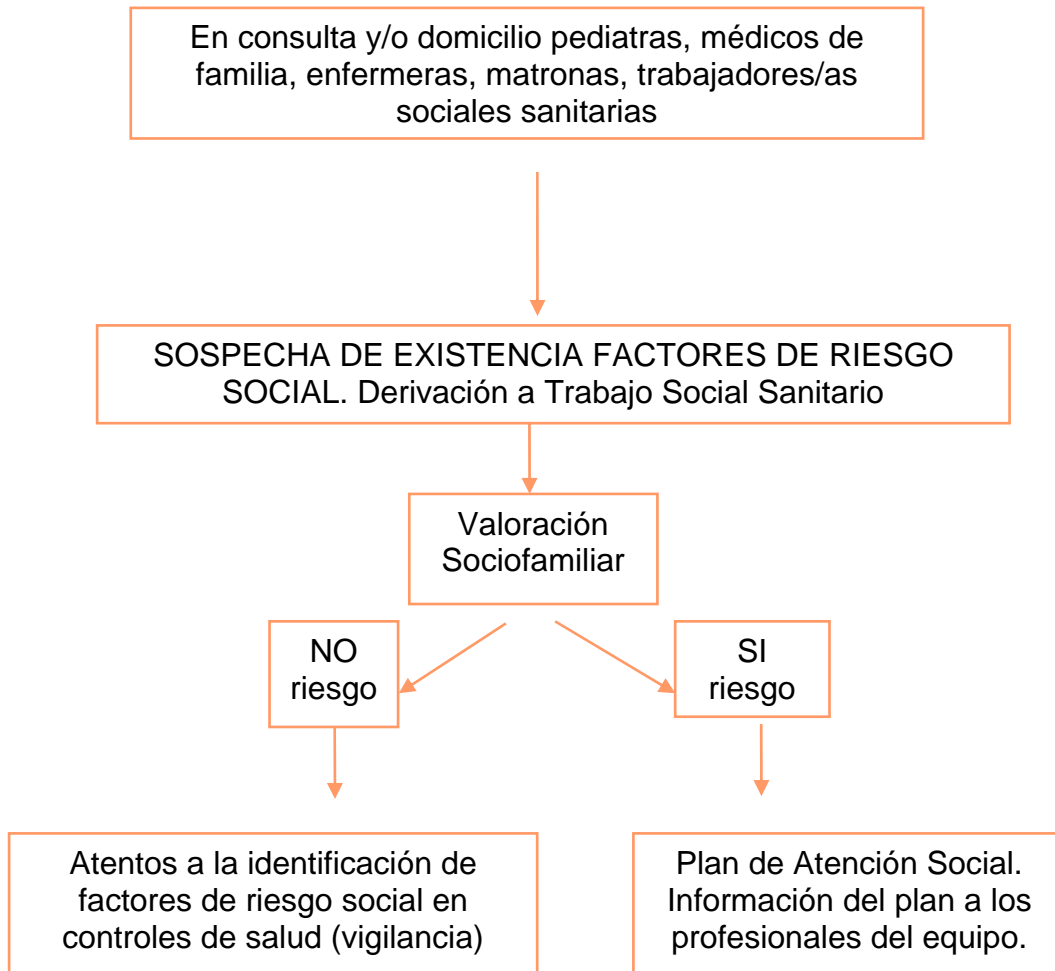 En consulta y/o domicilio pediatras, médicos de
familia, enfermeras, matronas, trabajadores/as
sociales sanitarias
SOSPECHA DE EXISTENCIA FACTORES DE RIESGO
SOCIAL. Derivación a Trabajo Social Sanitario
Valoración
Sociofamiliar
NO
riesgo
SI
riesgo
Atentos a la identificación de
factores de riesgo social en
controles de salud (vigilancia)
Plan de Atención Social.
Información del plan a los
profesionales del equipo.